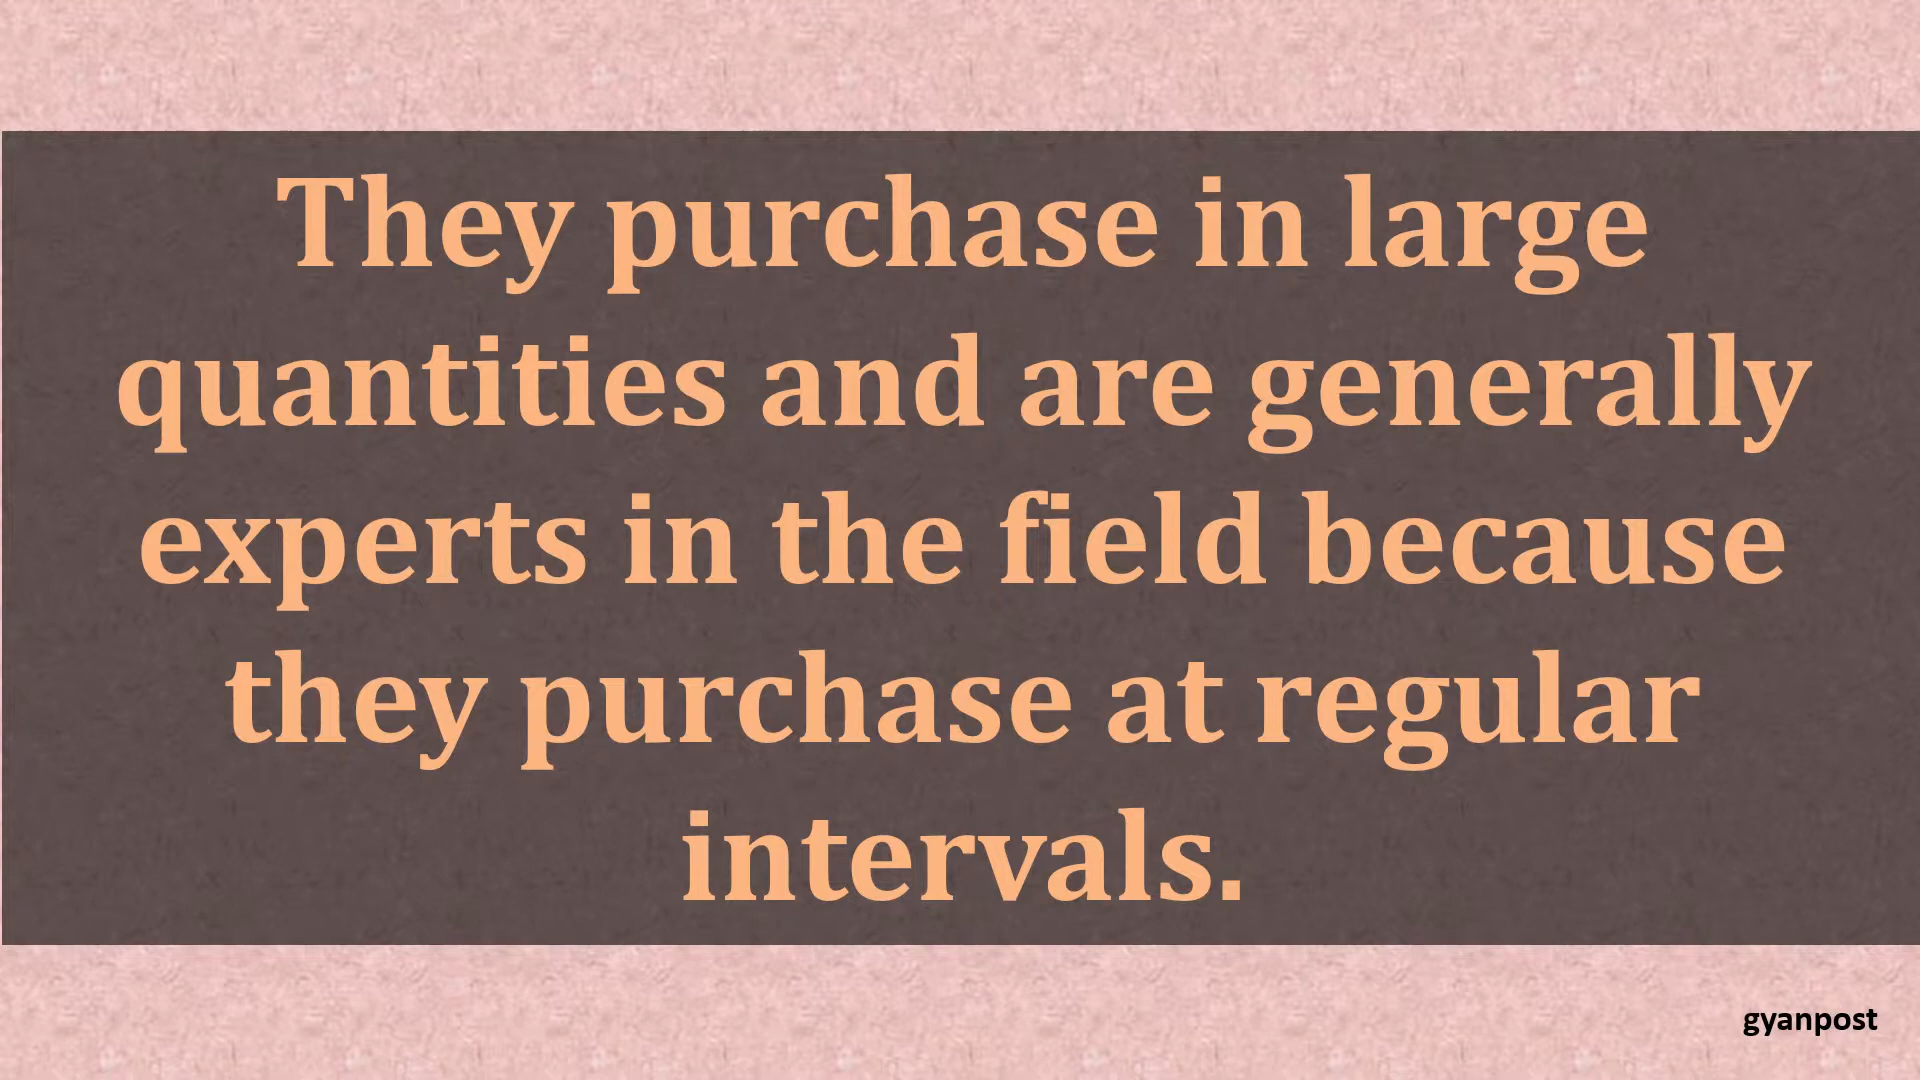 They purchase in large
quantities and are generally
experts in the field because
they purchase at regular
intervals.
gyanpost